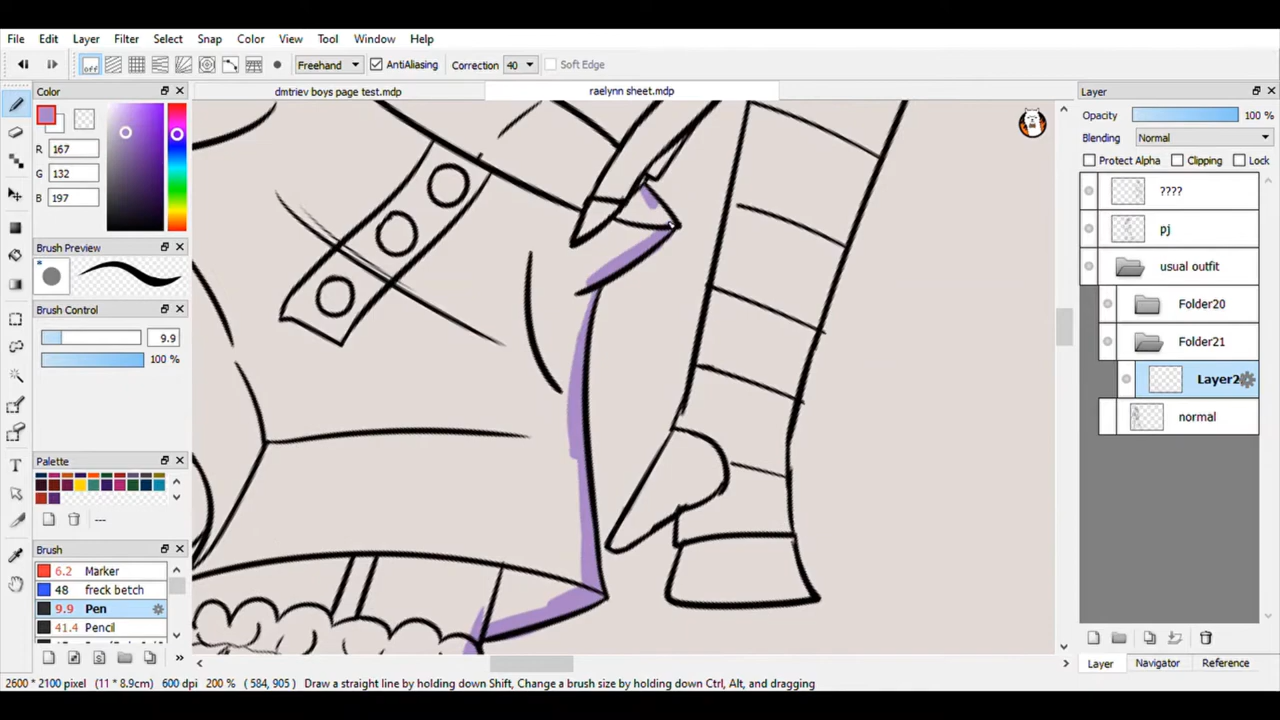 File Edit Layer Filter Select Snap Color View Tool Window Help
off Freehand AntiAliasing Correction 40 Soft Edge
Color
dmtriev boys page test.mdp raelynn sheet.mdp
Layer
R 167
G 132
B 197
Opacity 100 %
Blending Normal
Protect Alpha Clipping Lock
????
pj
usual outfit
Folder20
Folder21
Layer2
normal
Brush Preview
Brush Control
9.9
100 %
Palette
---
Brush
6.2 Marker
48 freck betch
9.9 Pen
41.4 Pencil
Layer Navigator Reference
2600 * 2100 pixel (11 * 8.9cm) 600 dpi 200 % ( 584, 905 ) Draw a straight line by holding down Shift, Change a brush size by holding down Ctrl, Alt, and dragging